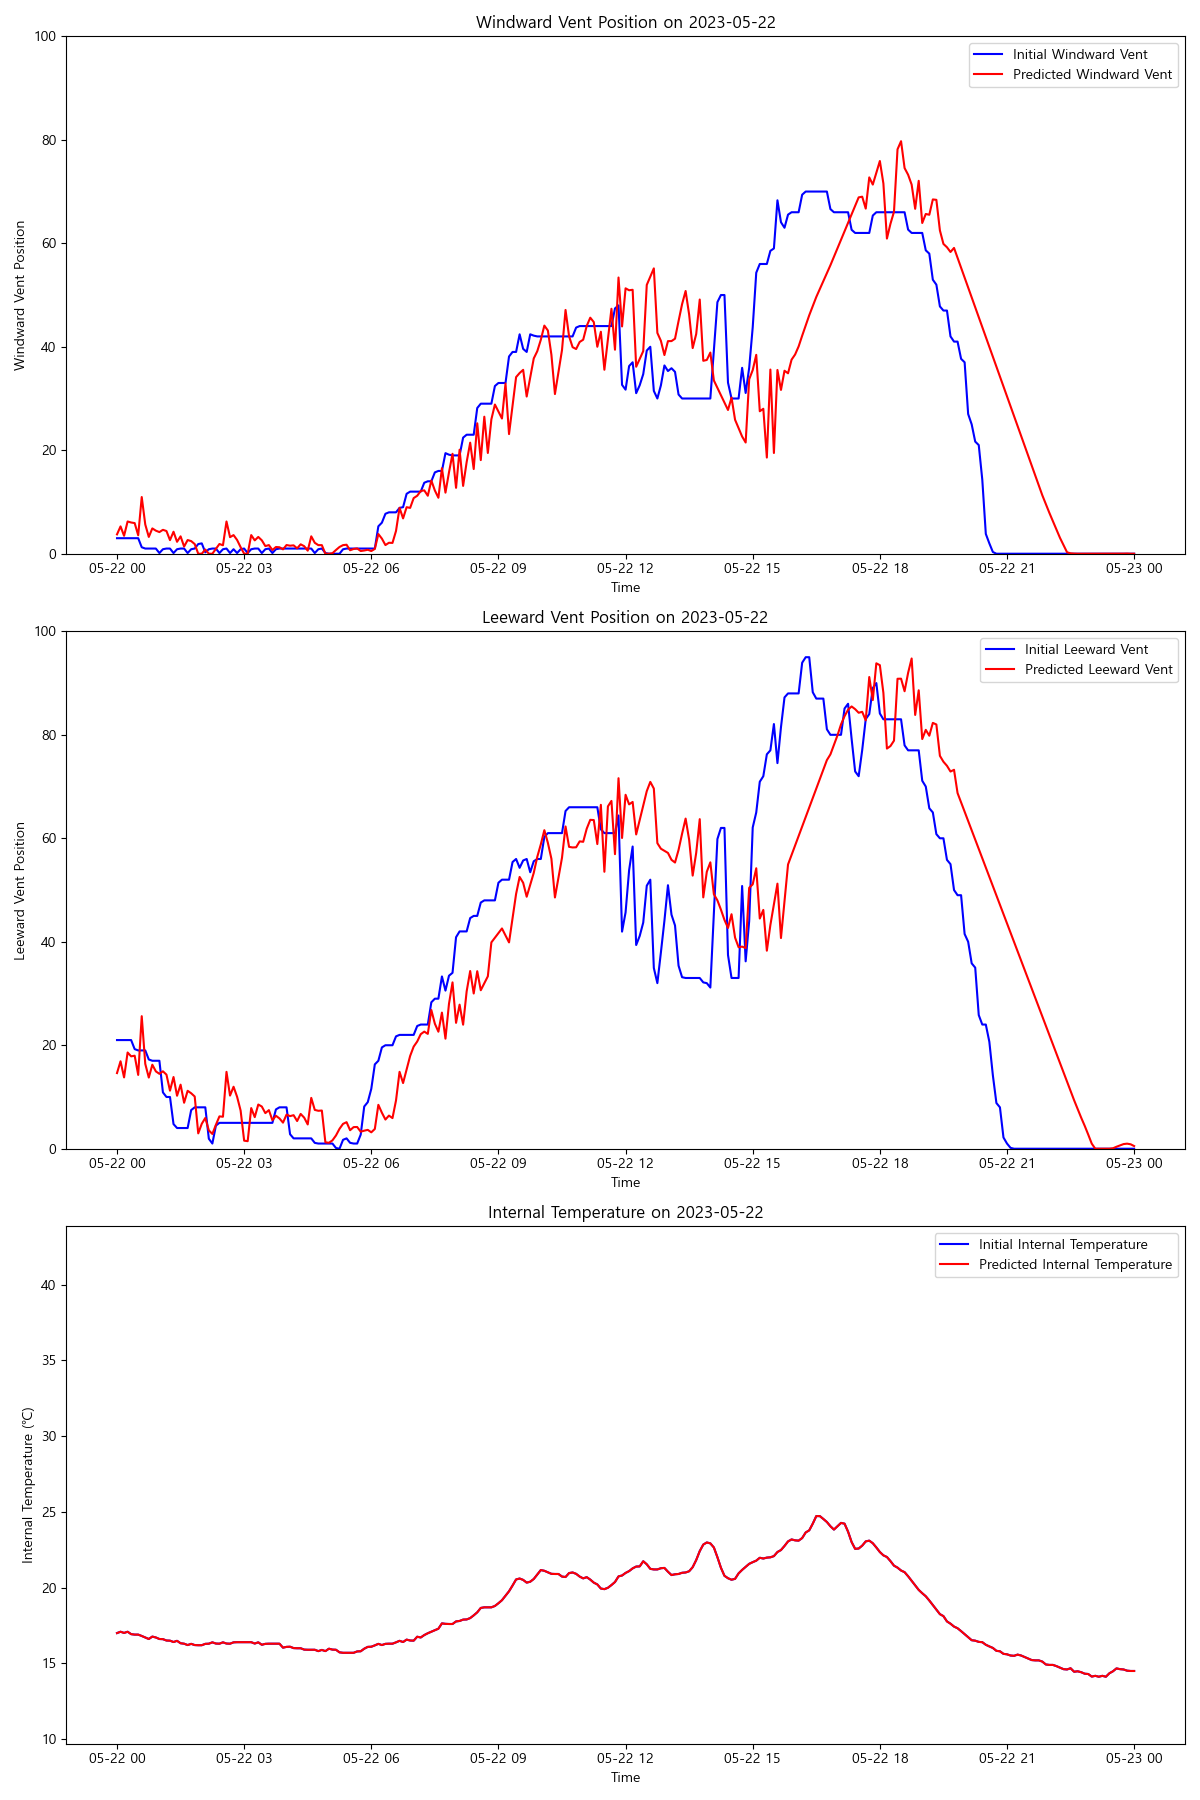 Windward Vent Position on 2023-05-22
100
80
60
40
20
0
Windward Vent Position
Initial Windward Vent
Predicted Windward Vent
05-22 00 05-22 03 05-22 06 05-22 09 05-22 12 05-22 15 05-22 18 05-22 21 05-23 00
Time
Leeward Vent Position on 2023-05-22
100
80
60
40
20
0
Leeward Vent Position
Initial Leeward Vent
Predicted Leeward Vent
05-22 00 05-22 03 05-22 06 05-22 09 05-22 12 05-22 15 05-22 18 05-22 21 05-23 00
Time
Internal Temperature on 2023-05-22
40
35
30
25
20
15
10
Internal Temperature (℃)
Initial Internal Temperature
Predicted Internal Temperature
05-22 00 05-22 03 05-22 06 05-22 09 05-22 12 05-22 15 05-22 18 05-22 21 05-23 00
Time